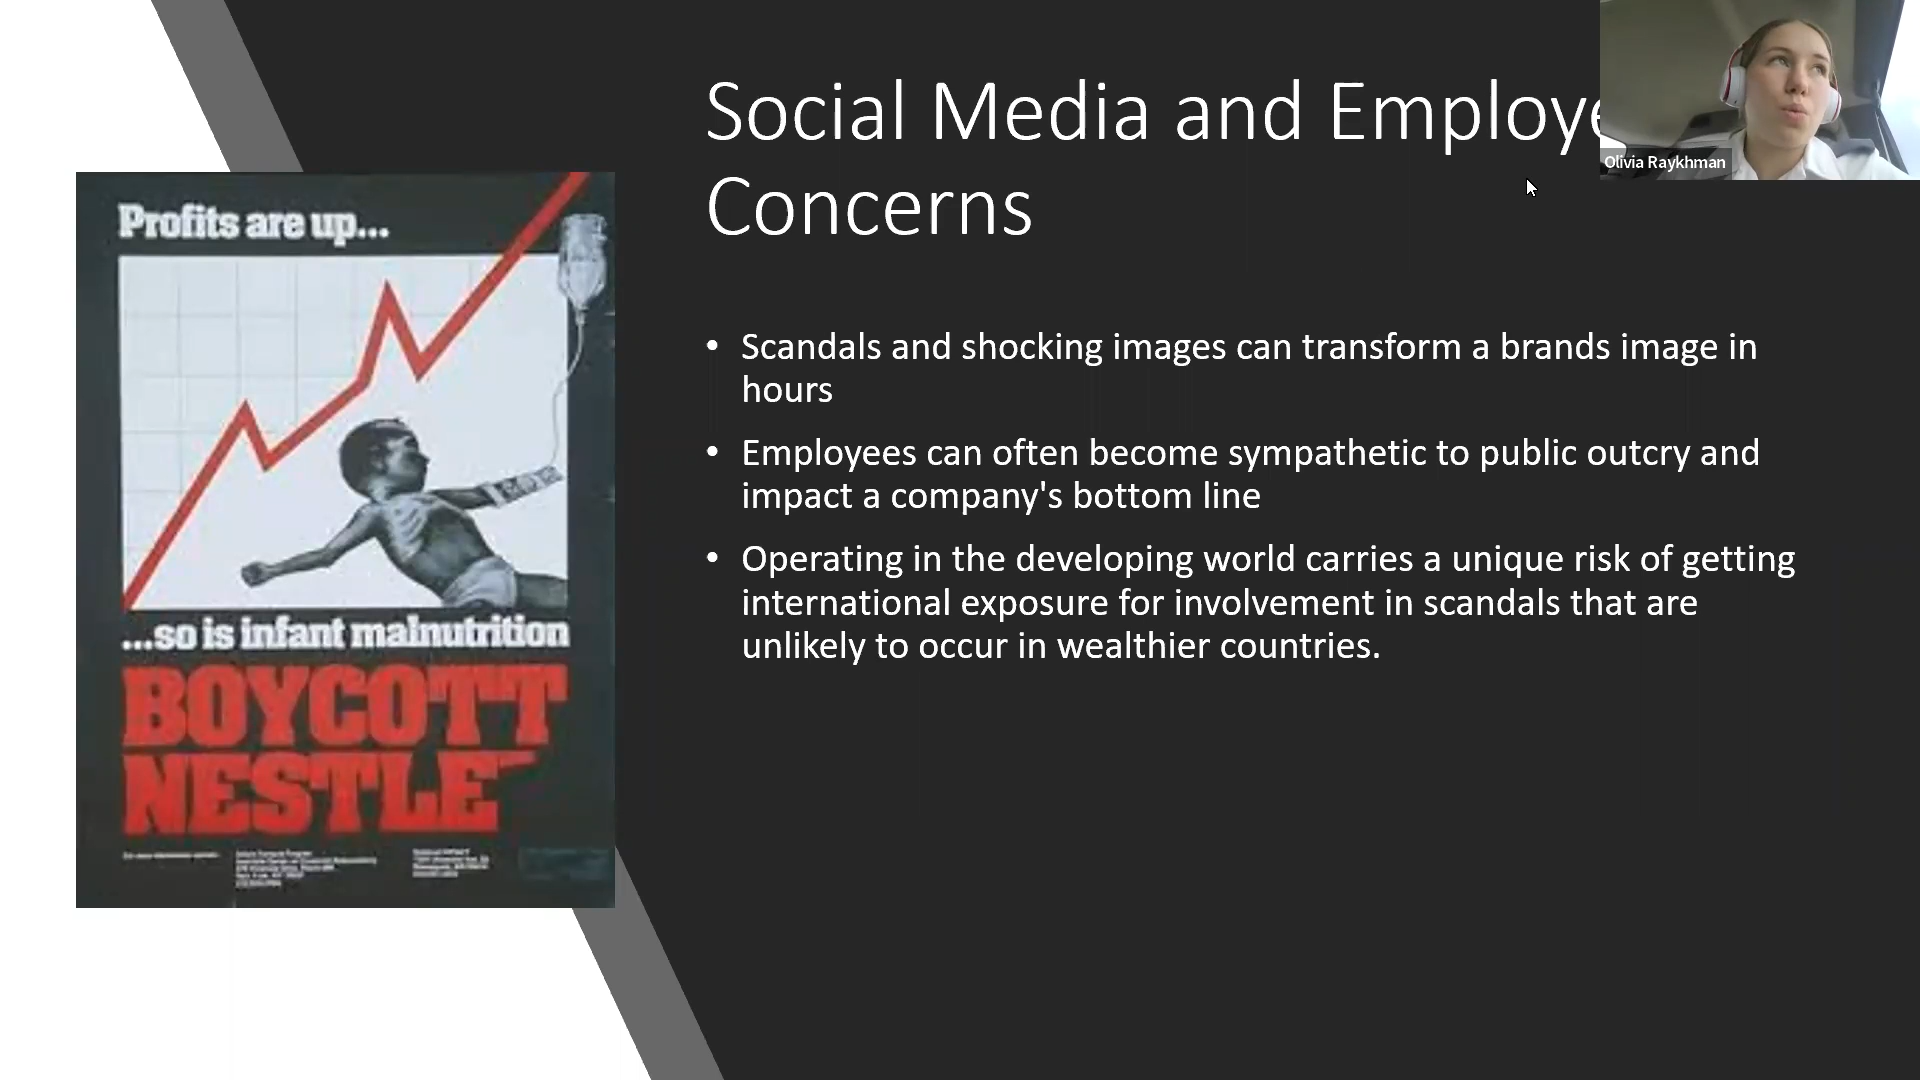 Social Media and Employe
Concerns
Olivia Raykhman
Profits are up...
...so is infant malnutrition
BOYCOTT
NESTLE
• Scandals and shocking images can transform a brands image in
hours
• Employees can often become sympathetic to public outcry and
impact a company's bottom line
• Operating in the developing world carries a unique risk of getting
international exposure for involvement in scandals that are
unlikely to occur in wealthier countries.